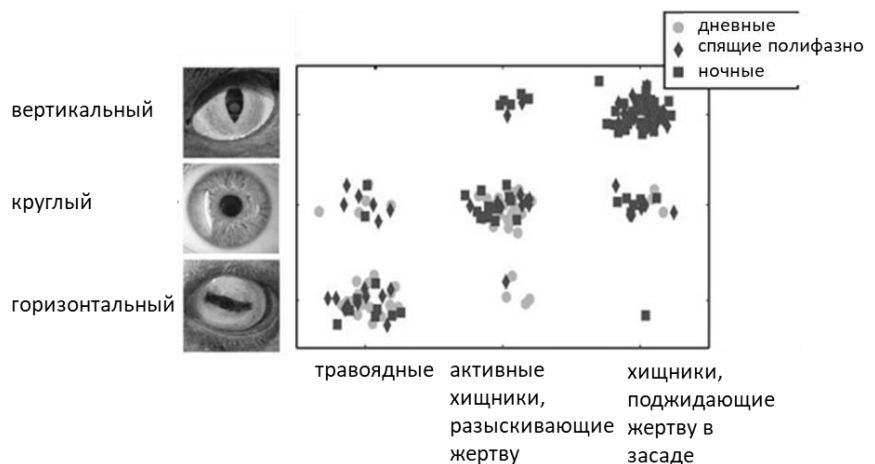 дневные
спящие полифазно
ночные
вертикальный
круглый
горизонтальный
травоядные
активные
хищники,
разыскивающие
жертву
хищники,
поджидающие
жертву в
засаде